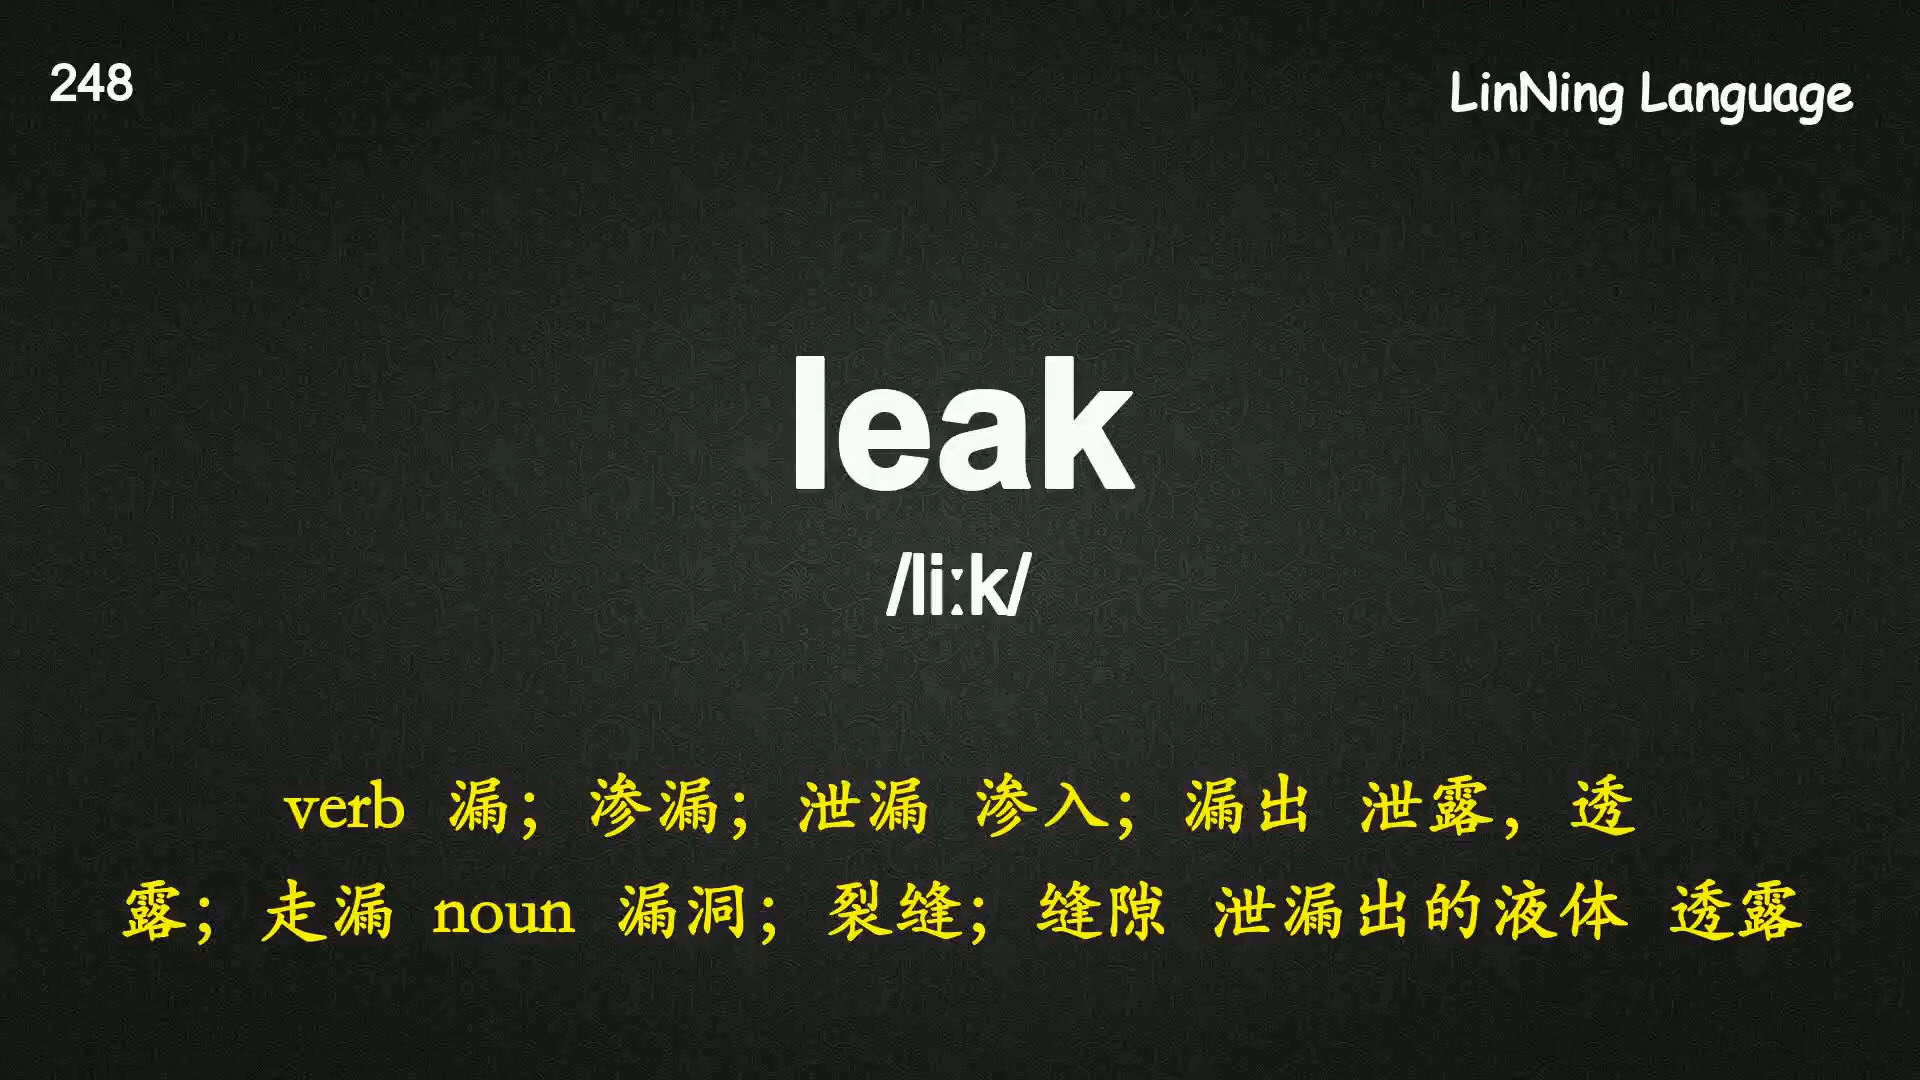 248
LinNing Language
leak
/liːk/
verb 漏；渗漏；泄漏 渗入；漏出 泄露，透
露；走漏 noun 漏洞；裂缝；缝隙 泄漏出的液体 透露